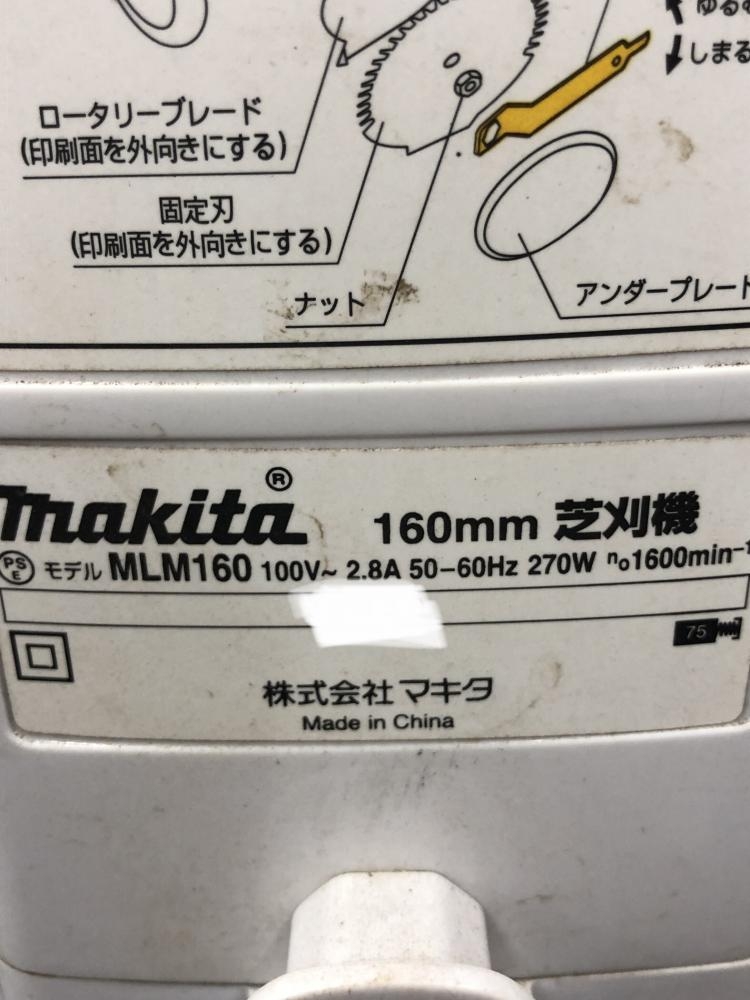 ゆるむ
しまる
ロータリーブレード
(印刷面を外向きにする)
固定刃
(印刷面を外向きにする)
ナット
アンダープレート
makita®
160mm 芝刈機
PSE モデル MLM160 100V~ 2.8A 50-60Hz 270W n₀1600min⁻¹
75
株式会社 マキタ
Made in China